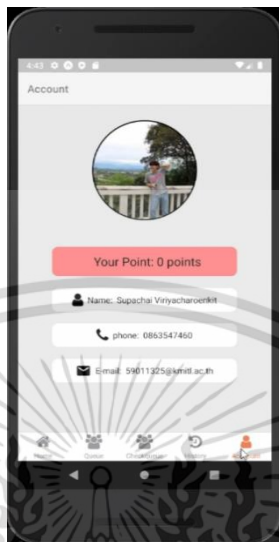 4:43
Account
Your Point: 0 points
Name: Supachai Viriyacharoenkit
phone: 0863547460
E-mail: 59011325@kmitl.ac.th
Home Queue